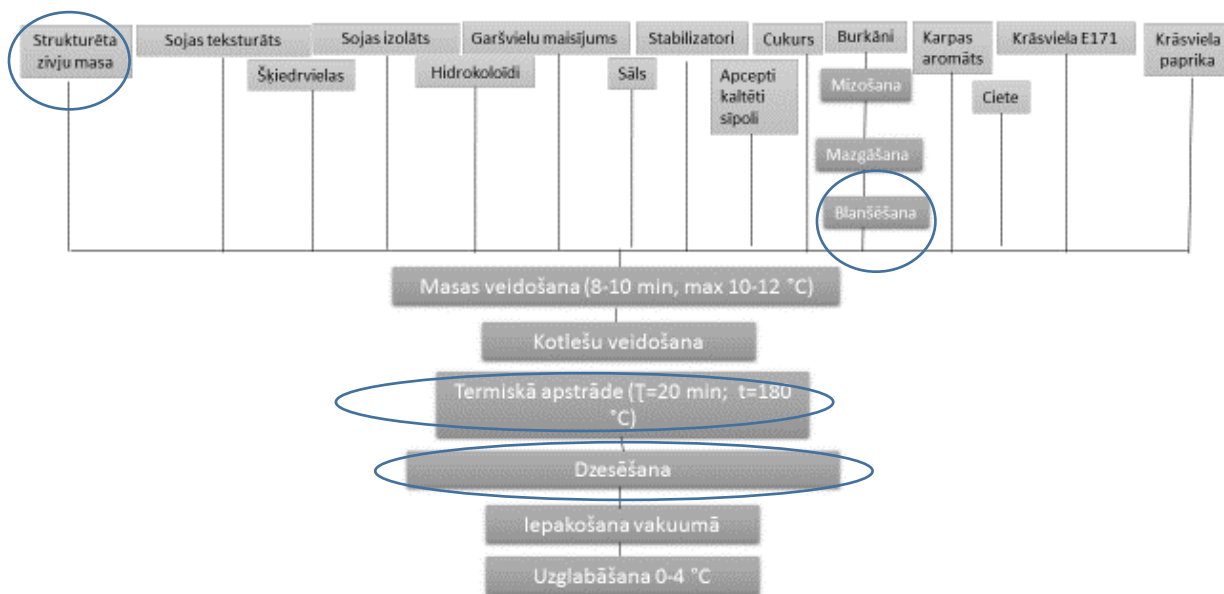 Strukturēta
zivju masa
Sojas teksturāts
Šķiedrvielas
Sojas izolāts
Hidrokoloīdi
Garšvielu maisījums
Sāls
Stabilizatori
Apcepti
kaltēti
sīpoli
Cukurs
Burkāni
Mizošana
Mazgāšana
Blanšēšana
Karpas
aromāts
Ciete
Krāsviela E171
Krāsviela
paprika
Masas veidošana (8-10 min, max 10-12 °C)
Kotlešu veidošana
Termiskā apstrāde (Ʈ=20 min; t=180
°C)
Dzesēšana
Iepakošana vakuumā
Uzglabāšana 0-4 °C